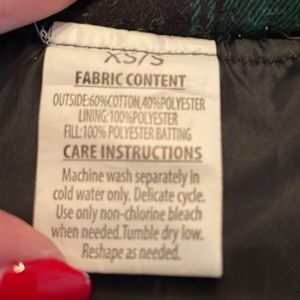 XS/S
FABRIC CONTENT
OUTSIDE:60%COTTON,40%POLYESTER
LINING:100%POLYESTER
FILL:100% POLYESTER BATTING
CARE INSTRUCTIONS
Machine wash separately in
cold water only. Delicate cycle.
Use only non-chlorine bleach
when needed.Tumble dry low.
Reshape as needed.